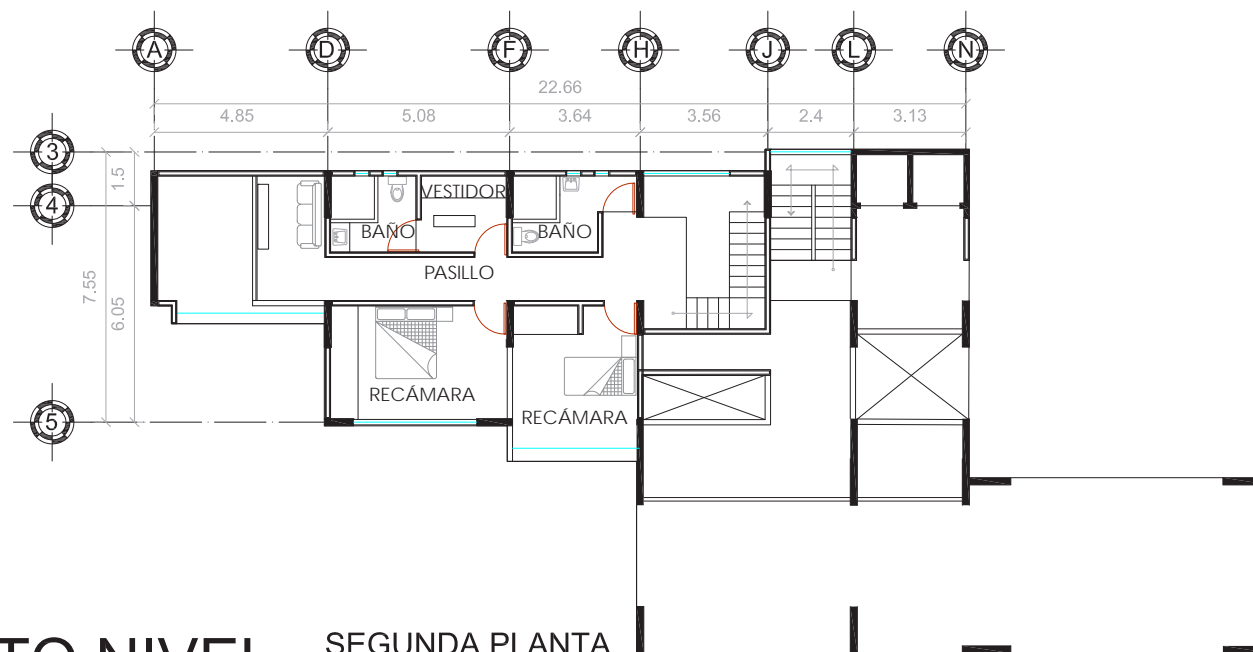 A D F H J L N
22.66
4.85 5.08 3.64 3.56 2.4 3.13
3
1.5
4
7.55
6.05
5
VESTIDOR
BAÑO BAÑO
PASILLO
RECÁMARA
RECÁMARA
SEGUNDA PLANTA
NIVEL